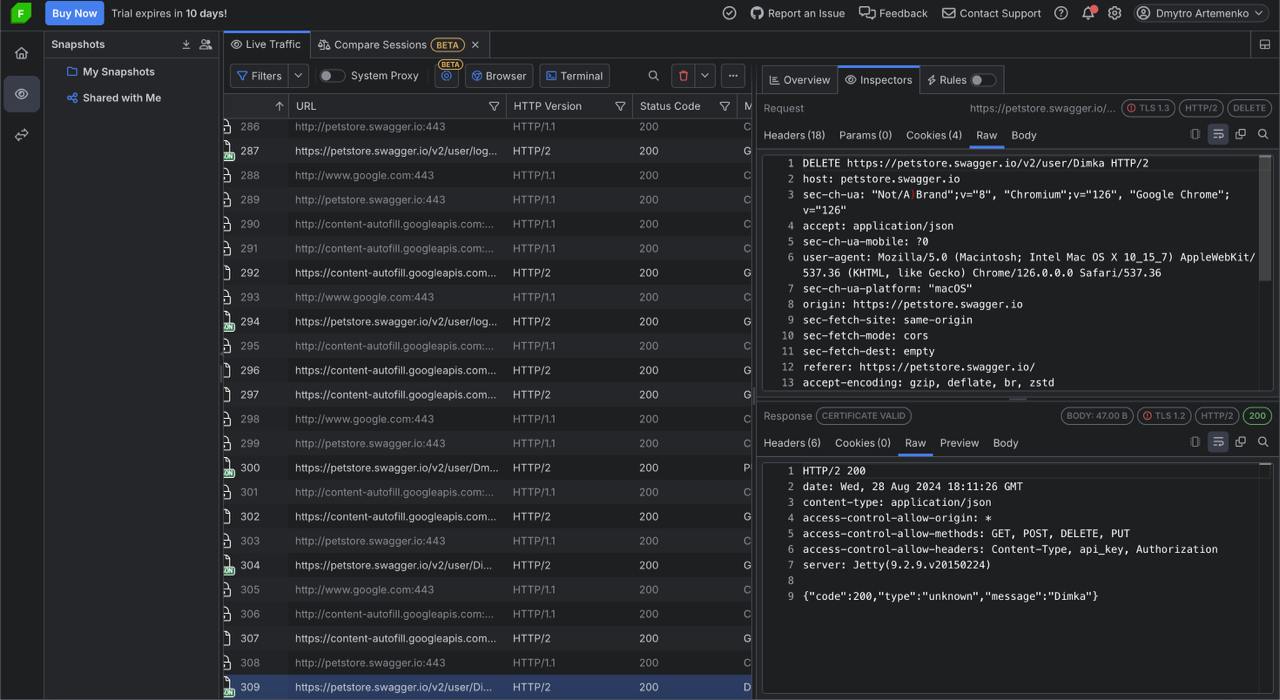 F Buy Now Trial expires in 10 days! Report an Issue Feedback Contact Support Dmytro Artemenko
Snapshots
My Snapshots
Shared with Me
Live Traffic Compare Sessions BETA
Filters System Proxy BETA Browser Terminal
URL HTTP Version Status Code M
286 http://petstore.swagger.io:443 HTTP/1.1 200 C
287 https://petstore.swagger.io/v2/user/log... HTTP/2 200 G
288 http://www.google.com:443 HTTP/1.1 200 C
289 http://petstore.swagger.io:443 HTTP/1.1 200 C
290 http://content-autofill.googleapis.com:... HTTP/1.1 200 C
291 http://content-autofill.googleapis.com:... HTTP/1.1 200 C
292 https://content-autofill.googleapis.com... HTTP/2 200 G
293 http://www.google.com:443 HTTP/1.1 200 C
294 https://petstore.swagger.io/v2/user/log... HTTP/2 200 G
295 http://content-autofill.googleapis.com:... HTTP/1.1 200 C
296 https://content-autofill.googleapis.com... HTTP/2 200 G
297 https://content-autofill.googleapis.com... HTTP/2 200 G
298 http://www.google.com:443 HTTP/1.1 200 C
299 http://petstore.swagger.io:443 HTTP/1.1 200 C
300 https://petstore.swagger.io/v2/user/Dm... HTTP/2 200 P
301 http://content-autofill.googleapis.com:... HTTP/1.1 200 C
302 https://content-autofill.googleapis.com... HTTP/2 200 G
303 http://petstore.swagger.io:443 HTTP/1.1 200 C
304 https://petstore.swagger.io/v2/user/Di... HTTP/2 200 G
305 http://www.google.com:443 HTTP/1.1 200 C
306 http://content-autofill.googleapis.com:... HTTP/1.1 200 C
307 https://content-autofill.googleapis.com... HTTP/2 200 G
308 http://petstore.swagger.io:443 HTTP/1.1 200 C
309 https://petstore.swagger.io/v2/user/Di... HTTP/2 200 D
Overview Inspectors Rules
Request https://petstore.swagger.io/... TLS 1.3 HTTP/2 DELETE
Headers (18) Params (0) Cookies (4) Raw Body
1 DELETE https://petstore.swagger.io/v2/user/Dimka HTTP/2
2 host: petstore.swagger.io
3 sec-ch-ua: "Not/A)Brand";v="8", "Chromium";v="126", "Google Chrome";
v="126"
4 accept: application/json
5 sec-ch-ua-mobile: ?0
6 user-agent: Mozilla/5.0 (Macintosh; Intel Mac OS X 10_15_7) AppleWebKit/
537.36 (KHTML, like Gecko) Chrome/126.0.0.0 Safari/537.36
7 sec-ch-ua-platform: "macOS"
8 origin: https://petstore.swagger.io
9 sec-fetch-site: same-origin
10 sec-fetch-mode: cors
11 sec-fetch-dest: empty
12 referer: https://petstore.swagger.io/
13 accept-encoding: gzip, deflate, br, zstd
Response CERTIFICATE VALID BODY: 47.00 B TLS 1.2 HTTP/2 200
Headers (6) Cookies (0) Raw Preview Body
1 HTTP/2 200
2 date: Wed, 28 Aug 2024 18:11:26 GMT
3 content-type: application/json
4 access-control-allow-origin: *
5 access-control-allow-methods: GET, POST, DELETE, PUT
6 access-control-allow-headers: Content-Type, api_key, Authorization
7 server: Jetty(9.2.9.v20150224)
8
9 {"code":200,"type":"unknown","message":"Dimka"}